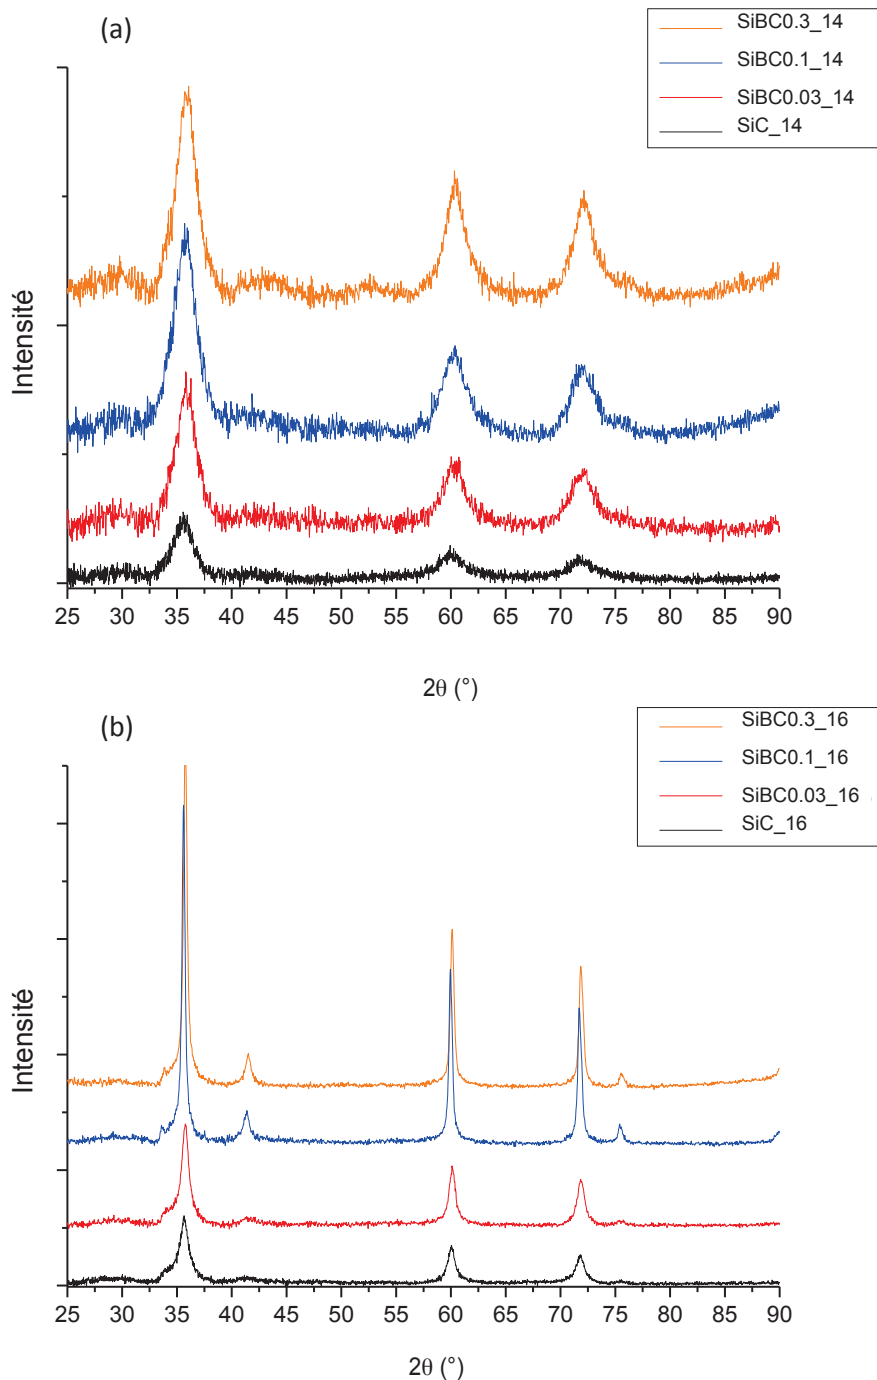 (a)
SiBC0.3_14
SiBC0.1_14
SiBC0.03_14
SiC_14
Intensité
25 30 35 40 45 50 55 60 65 70 75 80 85 90
2θ (°)
(b)
SiBC0.3_16
SiBC0.1_16
SiBC0.03_16
SiC_16
Intensité
25 30 35 40 45 50 55 60 65 70 75 80 85 90
2θ (°)